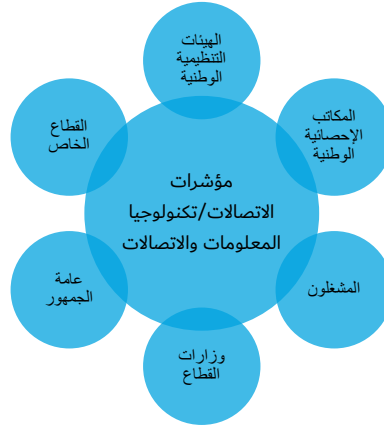 الهيئات
التنظيمية
الوطنية
المكاتب
الإحصائية
الوطنية
القطاع
الخاص
مؤشرات
الاتصالات/تكنولوجيا
المعلومات والاتصالات
المشغلون
عامة
الجمهور
وزارات
القطاع